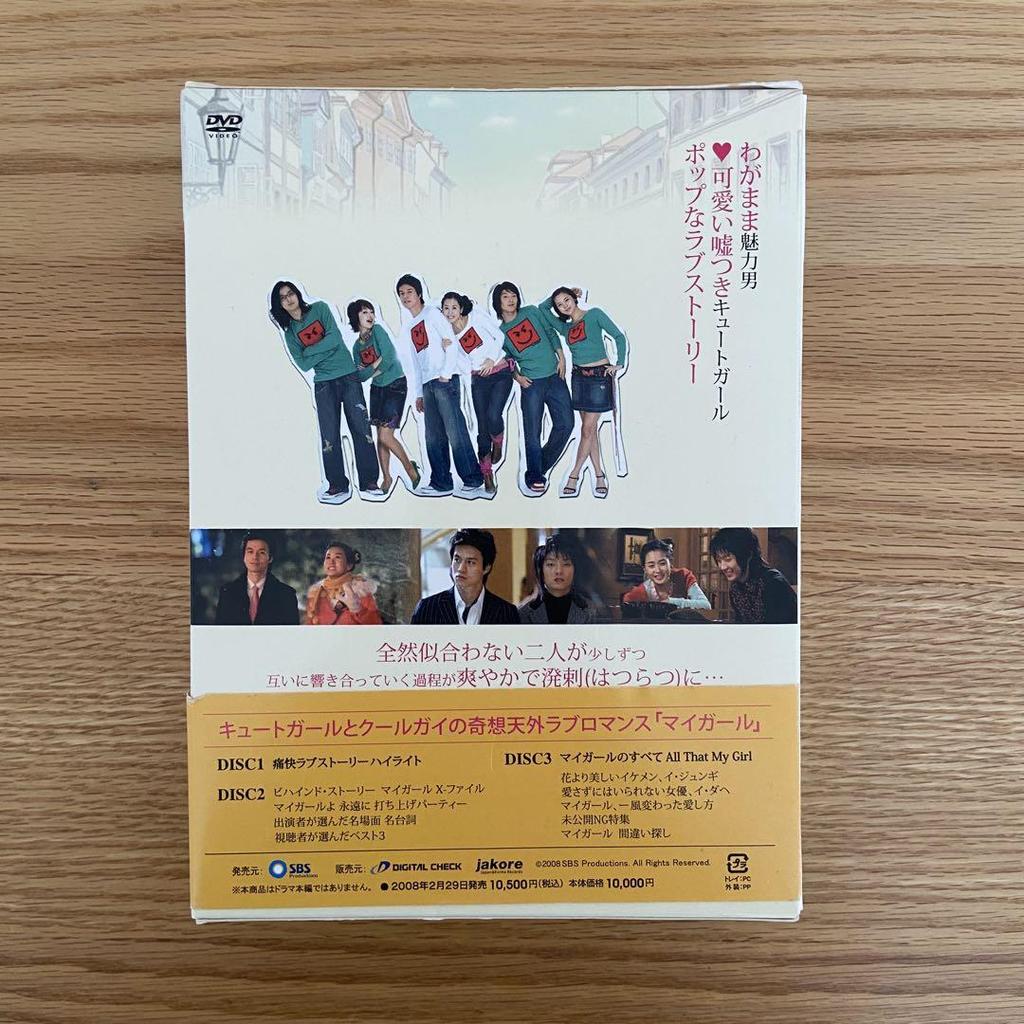 DVD
VIDEO
わがまま魅力男
♥可愛い嘘つきキュートガール
ポップなラブストーリー
全然似合わない二人が少しずつ
互いに響き合っていく過程が爽やかで溌剌(はつらつ)に…
キュートガールとクールガイの奇想天外ラブロマンス「マイガール」
DISC1 痛快ラブストーリーハイライト
DISC2 ビハインド・ストーリー マイガール X-ファイル
マイガールよ 永遠に 打ち上げパーティー
出演者が選んだ名場面 名台詞
視聴者が選んだベスト3
DISC3 マイガールのすべて All That My Girl
花より美しいイケメン、イ・ジュンギ
愛さずにはいられない女優、イ・ダヘ
マイガール、一風変わった愛し方
未公開NG特集
マイガール 間違い探し
発売元: SBS Productions 販売元: DIGITAL CHECK jakore ©2008 SBS Productions. All Rights Reserved.
※本商品はドラマ本編ではありません。 ● 2008年2月29日発売 10,500円(税込) 本体価格 10,000円
プラ
トレイ:PC
外装:PP